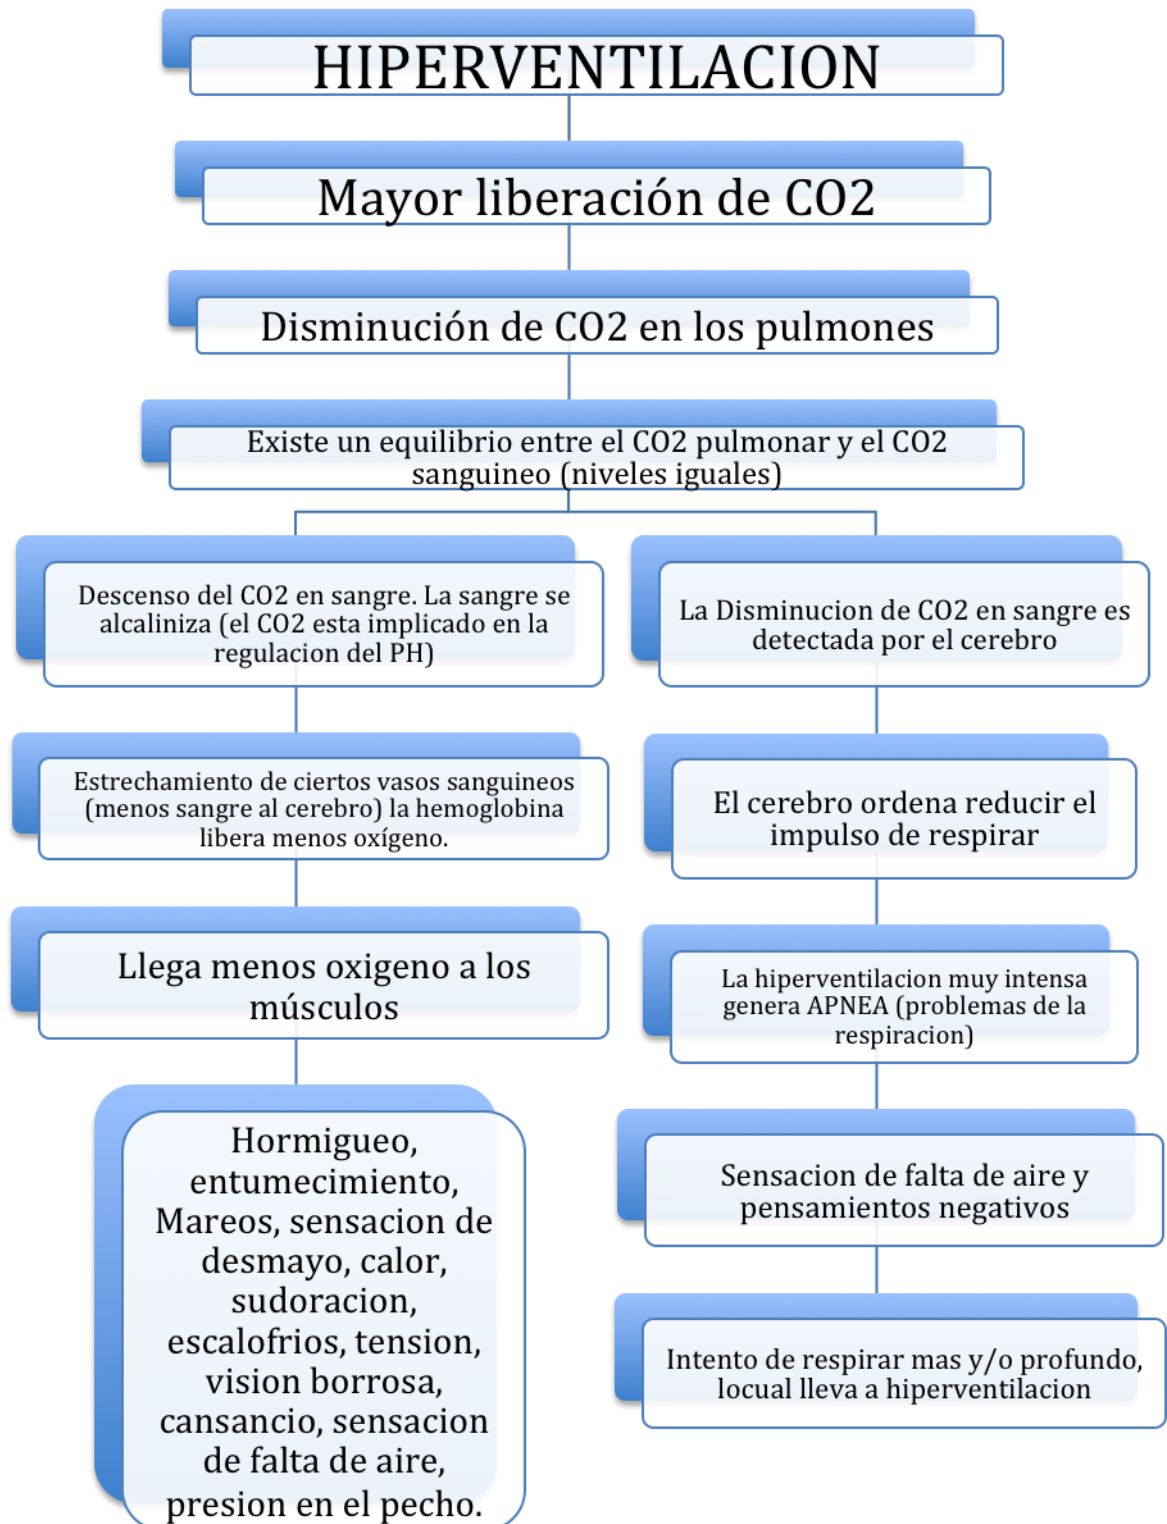 HIPERVENTILACION
Mayor liberación de CO2
Disminución de CO2 en los pulmones
Existe un equilibrio entre el CO2 pulmonar y el CO2
sanguineo (niveles iguales)
Descenso del CO2 en sangre. La sangre se
alcaliniza (el CO2 esta implicado en la
regulacion del PH)
Estrechamiento de ciertos vasos sanguineos
(menos sangre al cerebro) la hemoglobina
libera menos oxígeno.
Llega menos oxigeno a los
músculos
Hormigueo,
entumecimiento,
Mareos, sensacion de
desmayo, calor,
sudoracion,
escalofrios, tension,
vision borrosa,
cansancio, sensacion
de falta de aire,
presion en el pecho.
La Disminucion de CO2 en sangre es
detectada por el cerebro
El cerebro ordena reducir el
impulso de respirar
La hiperventilacion muy intensa
genera APNEA (problemas de la
respiracion)
Sensacion de falta de aire y
pensamientos negativos
Intento de respirar mas y/o profundo,
locual lleva a hiperventilacion